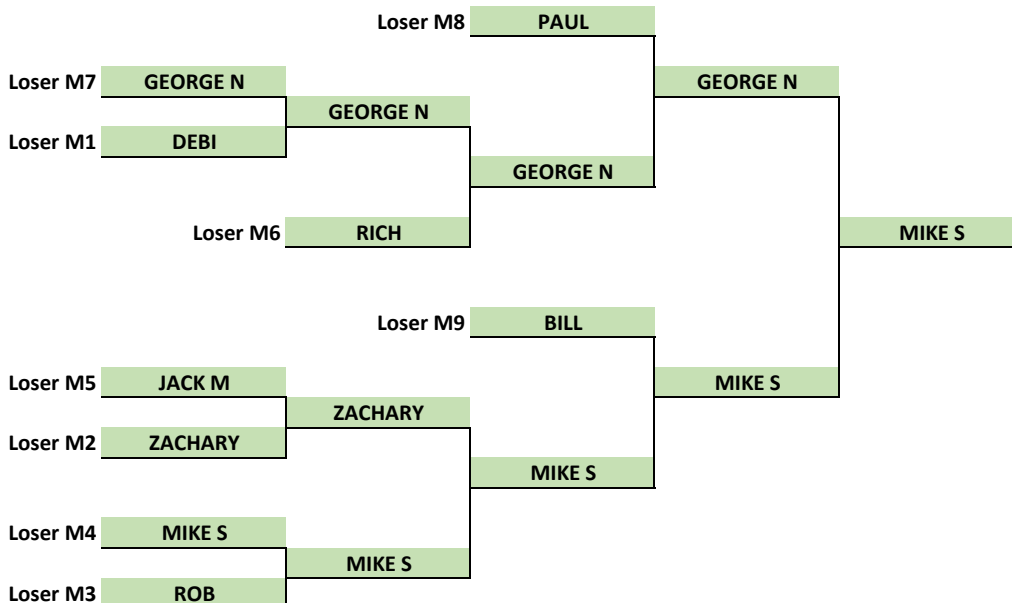 Loser M8 PAUL
Loser M7 GEORGE N GEORGE N
GEORGE N
Loser M1 DEBI
GEORGE N
Loser M6 RICH MIKE S
Loser M9 BILL
Loser M5 JACK M MIKE S
ZACHARY
Loser M2 ZACHARY
MIKE S
Loser M4 MIKE S
MIKE S
Loser M3 ROB